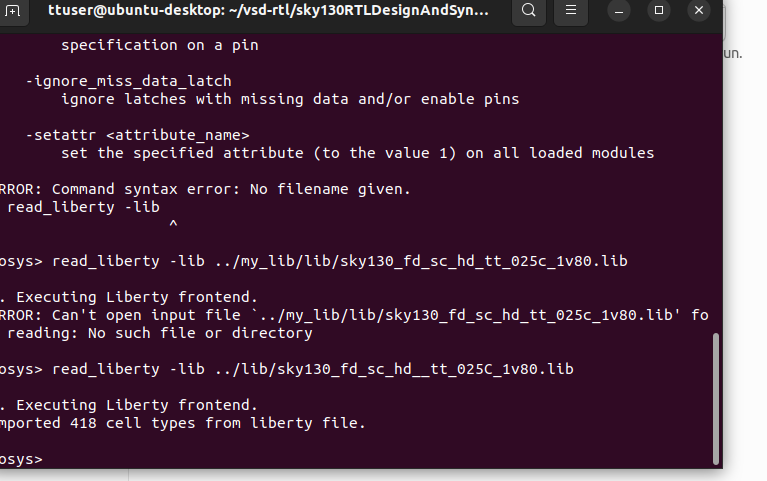 ttuser@ubuntu-desktop: ~/vsd-rtl/sky130RTLDesignAndSyn...
specification on a pin
un.
-ignore_miss_data_latch
ignore latches with missing data and/or enable pins
-setattr <attribute_name>
set the specified attribute (to the value 1) on all loaded modules
RROR: Command syntax error: No filename given.
read_liberty -lib
^
osys> read_liberty -lib ../my_lib/lib/sky130_fd_sc_hd_tt_025c_1v80.lib
. Executing Liberty frontend.
RROR: Can't open input file `../my_lib/lib/sky130_fd_sc_hd_tt_025c_1v80.lib' fo
reading: No such file or directory
osys> read_liberty -lib ../lib/sky130_fd_sc_hd__tt_025C_1v80.lib
. Executing Liberty frontend.
mported 418 cell types from liberty file.
osys>